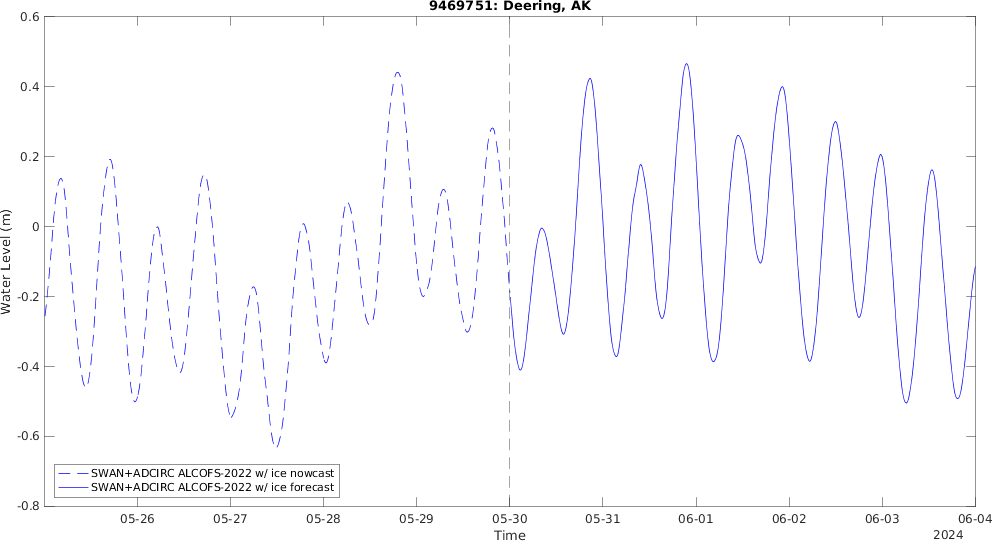 9469751: Deering, AK
0.6
0.4
0.2
0
-0.2
-0.4
-0.6
-0.8
Water Level (m)
SWAN+ADCIRC ALCOFS-2022 w/ ice nowcast
SWAN+ADCIRC ALCOFS-2022 w/ ice forecast
05-26 05-27 05-28 05-29 05-30 05-31 06-01 06-02 06-03 06-04
Time
2024